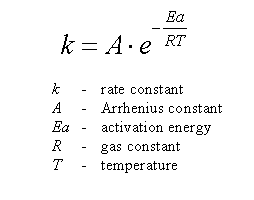 k = A · e^(-Ea/RT)
k - rate constant
A - Arrhenius constant
Ea - activation energy
R - gas constant
T - temperature